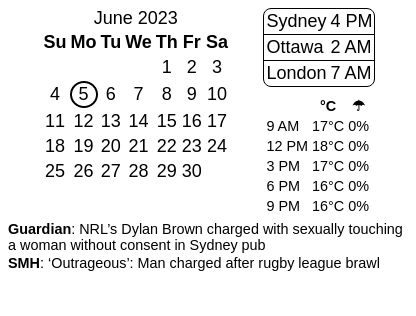 June 2023
Su Mo Tu We Th Fr Sa
1 2 3
4 5 6 7 8 9 10
11 12 13 14 15 16 17
18 19 20 21 22 23 24
25 26 27 28 29 30
Sydney 4 PM
Ottawa 2 AM
London 7 AM
°C ☂
9 AM 17°C 0%
12 PM 18°C 0%
3 PM 17°C 0%
6 PM 16°C 0%
9 PM 16°C 0%
Guardian: NRL’s Dylan Brown charged with sexually touching
a woman without consent in Sydney pub
SMH: ‘Outrageous’: Man charged after rugby league brawl